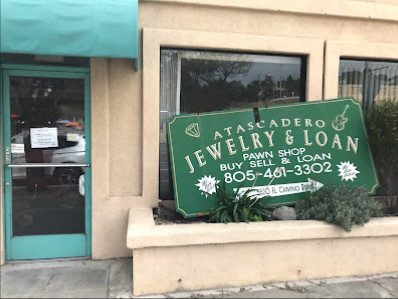 ATASCADERO
JEWELRY & LOAN
PAWN SHOP
BUY SELL & LOAN
805-461-3302
EL CAMINO REAL